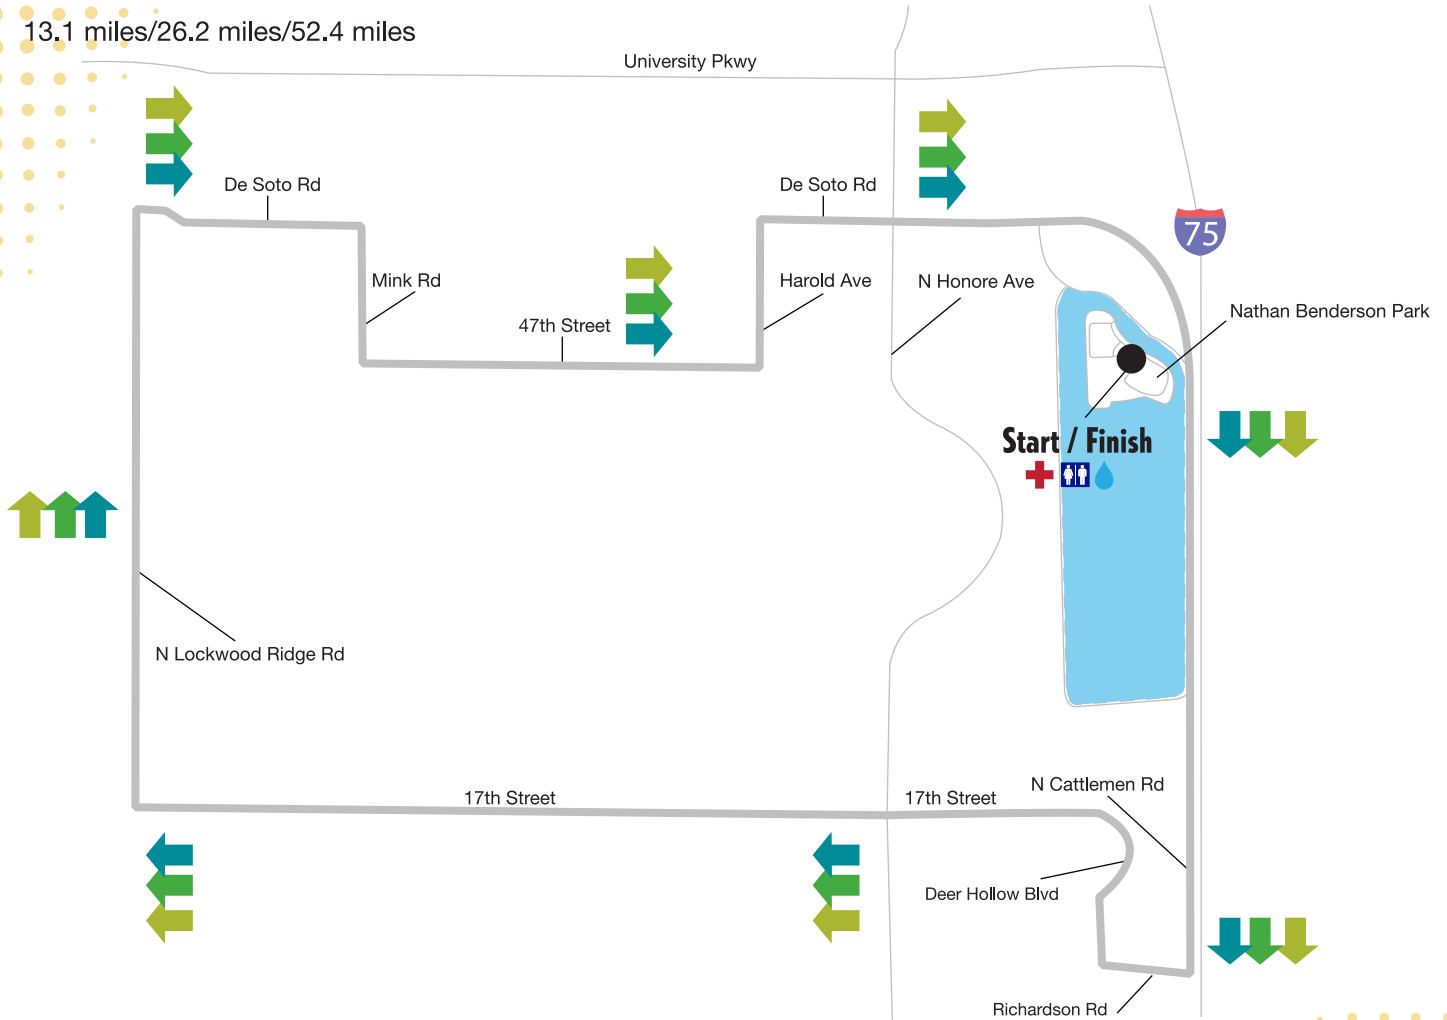 13.1 miles/26.2 miles/52.4 miles
University Pkwy
De Soto Rd
De Soto Rd
75
Mink Rd
Harold Ave
N Honore Ave
Nathan Benderson Park
47th Street
Start / Finish
N Lockwood Ridge Rd
N Cattlemen Rd
17th Street
17th Street
Deer Hollow Blvd
Richardson Rd